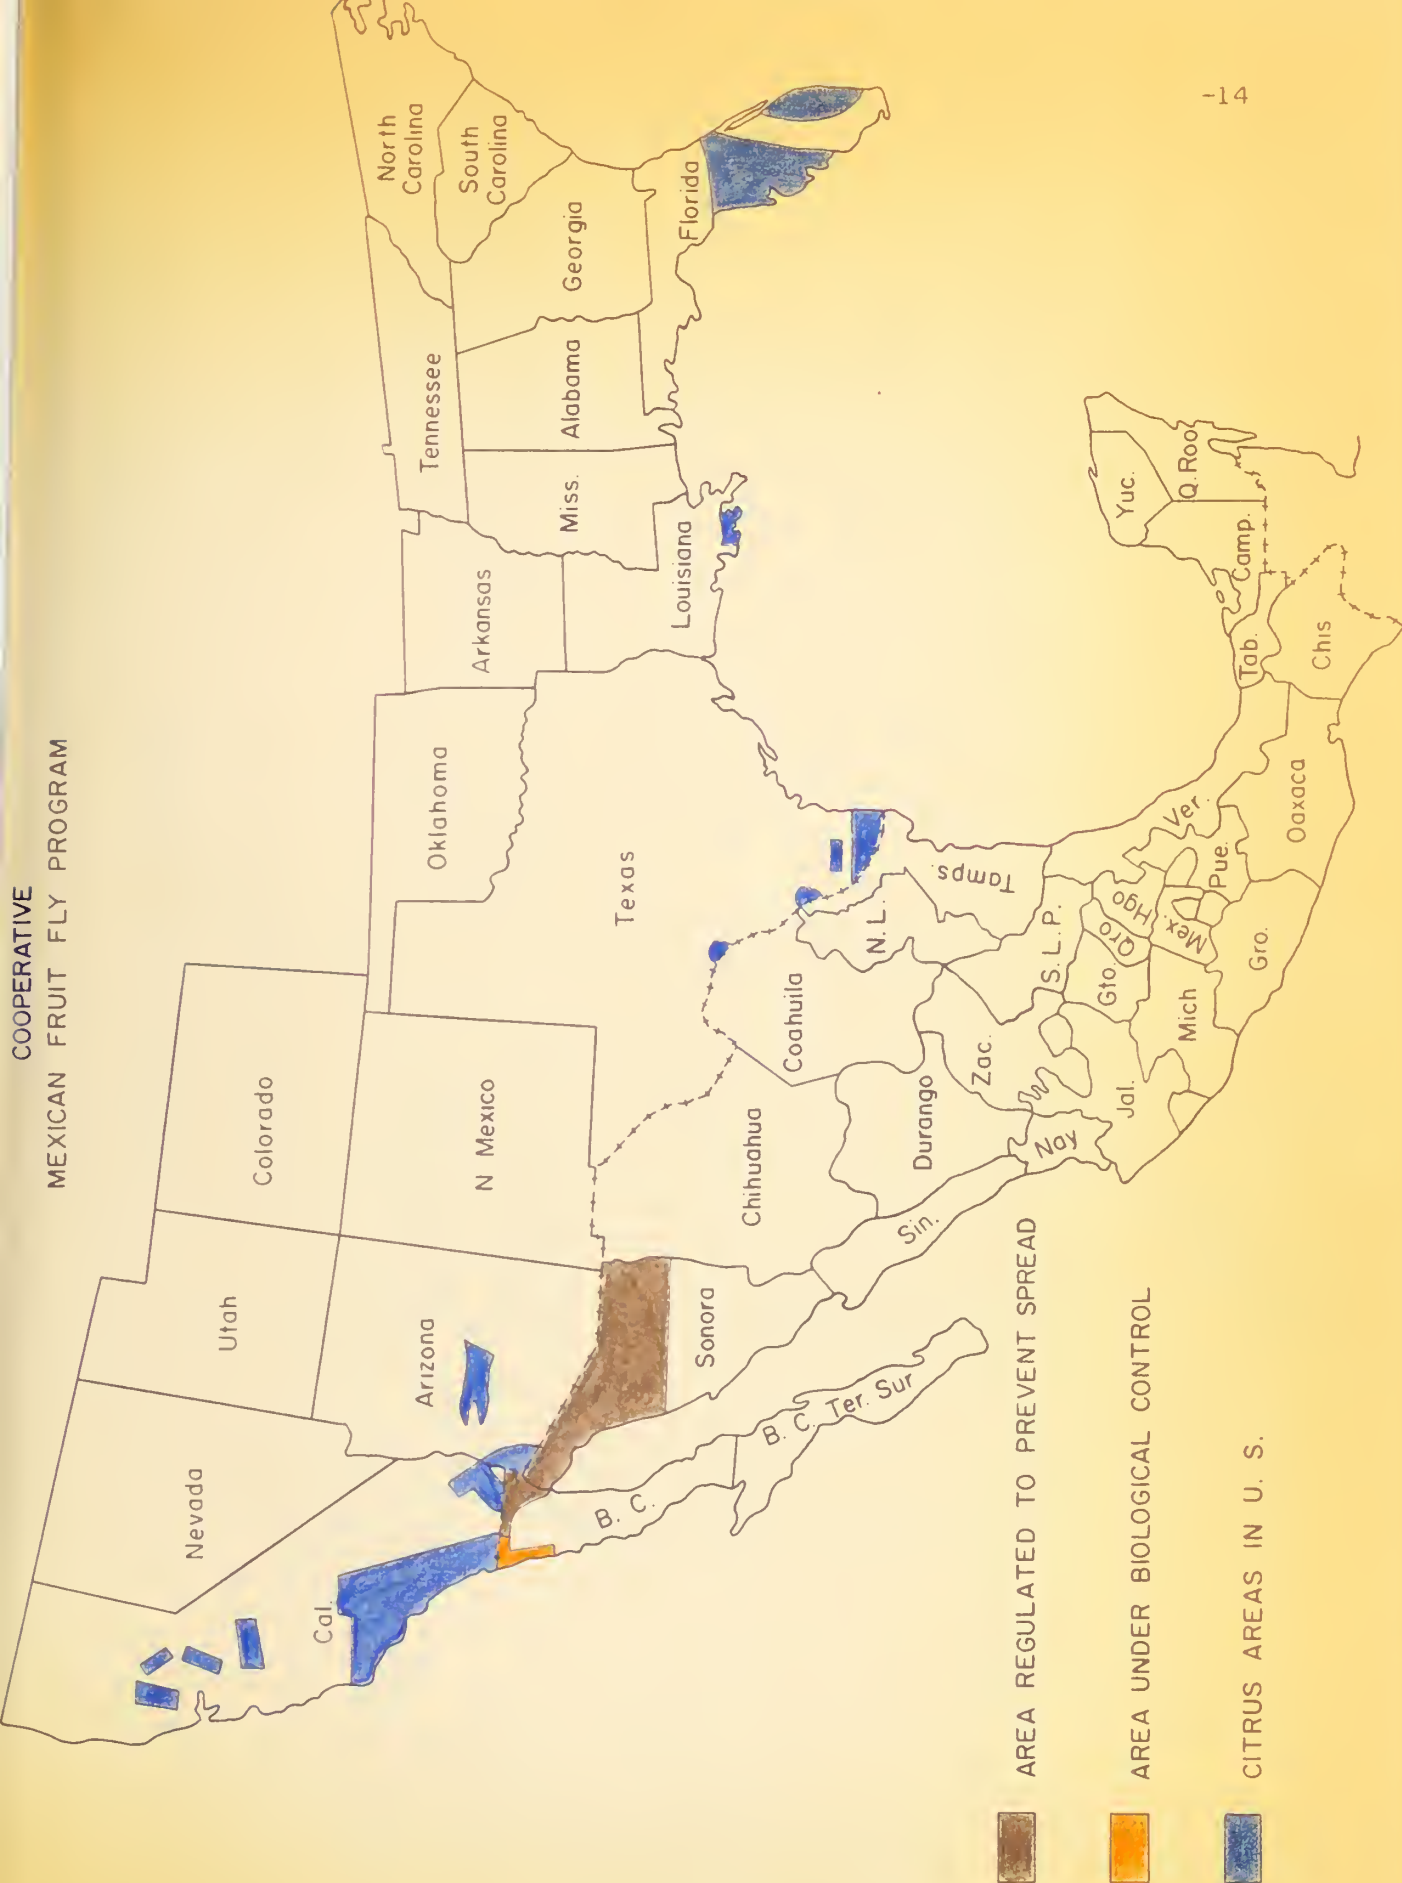 COOPERATIVE
MEXICAN FRUIT FLY PROGRAM
Nevada
Utah
Colorado
Cal.
Arizona
N Mexico
Oklahoma
Texas
Arkansas
Louisiana
Tennessee
Miss.
Alabama
Georgia
North
Carolina
South
Carolina
Florida
B. C.
B. C. Ter. Sur
Sonora
Chihuahua
Coahuila
N. L.
Tamps
Sin.
Durango
Zac.
S. L. P.
Nay
Jal.
Gto.
Qro
Hgo
Mich
Mex.
Pue.
Ver.
Gro.
Oaxaca
Tab.
Chis
Camp.
Yuc.
Q. Roo
AREA REGULATED TO PREVENT SPREAD
AREA UNDER BIOLOGICAL CONTROL
CITRUS AREAS IN U. S.
-14